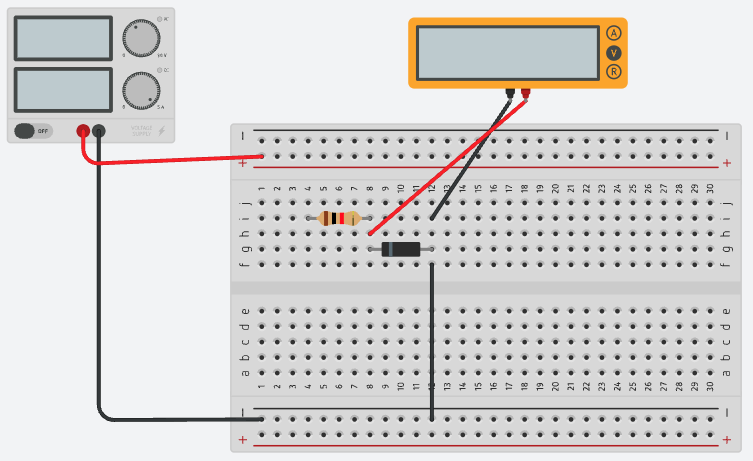 A
V
R
OFF
VOLTAGE
SUPPLY
- -
+ +
1 2 3 4 5 6 7 8 9 10 11 12 13 14 15 16 17 18 19 20 21 22 23 24 25 26 27 28 29 30
j j
i i
h h
g g
f f
e e
d d
c c
b b
a a
1 2 3 4 5 6 7 8 9 10 11 12 13 14 15 16 17 18 19 20 21 22 23 24 25 26 27 28 29 30
- -
+ +